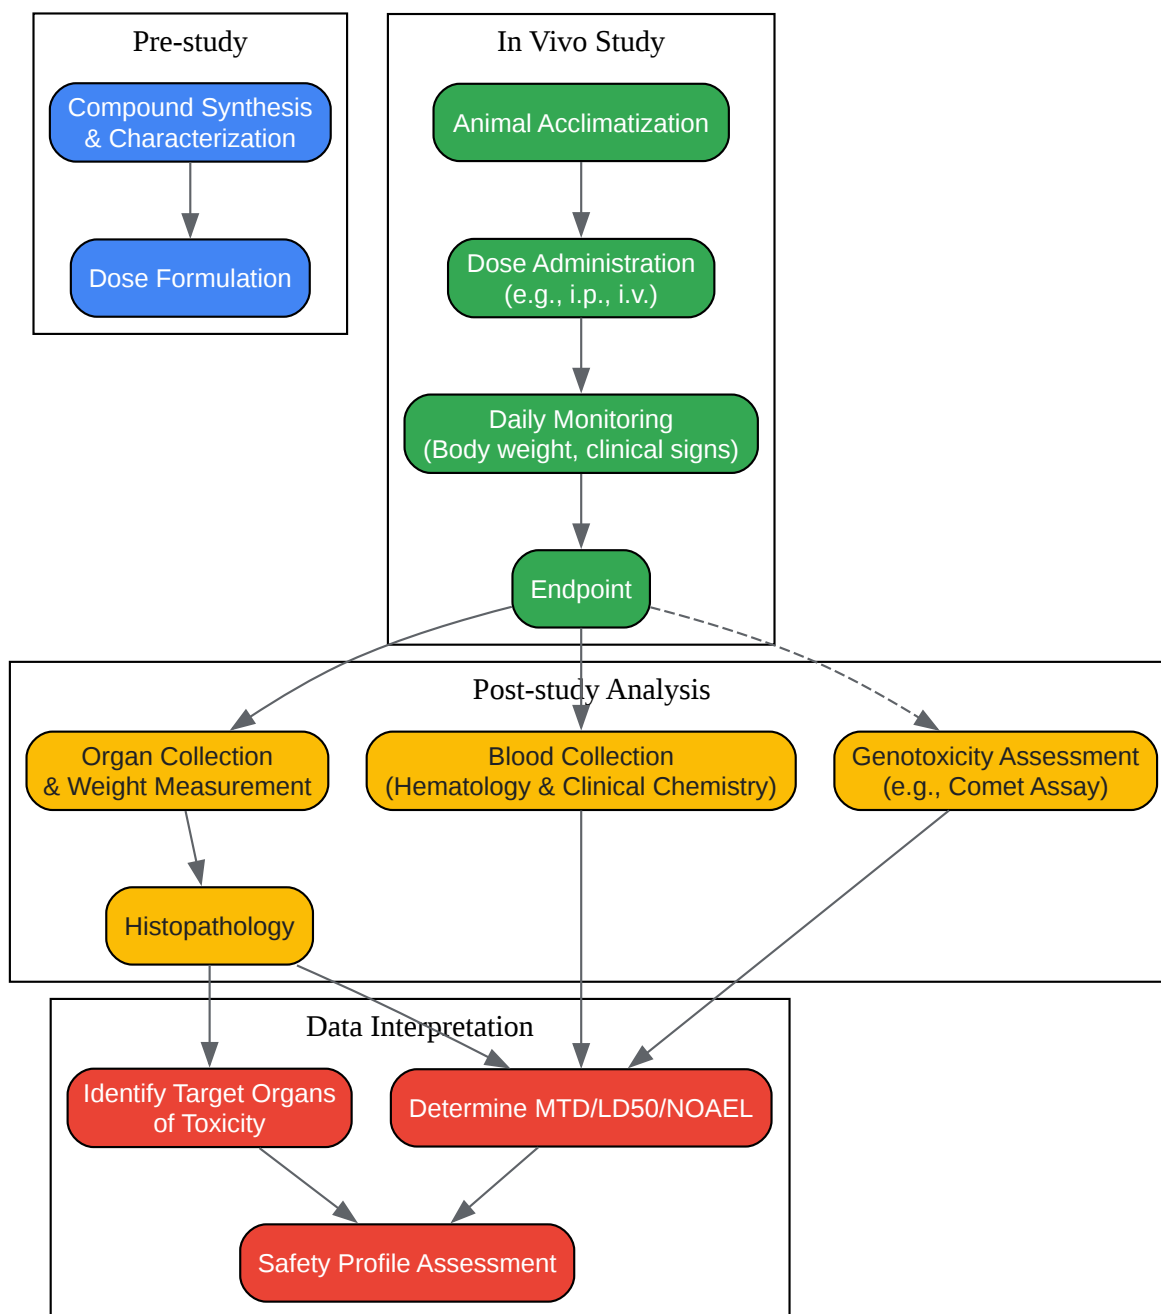 Pre-study
Compound Synthesis
& Characterization
Dose Formulation
In Vivo Study
Animal Acclimatization
Dose Administration
(e.g., i.p., i.v.)
Daily Monitoring
(Body weight, clinical signs)
Endpoint
Post-study Analysis
Organ Collection
& Weight Measurement
Blood Collection
(Hematology & Clinical Chemistry)
Genotoxicity Assessment
(e.g., Comet Assay)
Histopathology
Data Interpretation
Identify Target Organs
of Toxicity
Determine MTD/LD50/NOAEL
Safety Profile Assessment